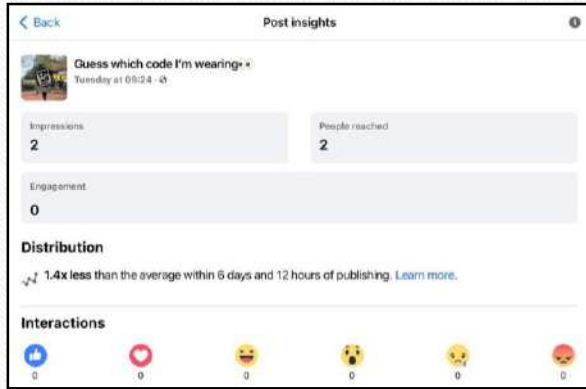 Back
Post insights
Guess which code I'm wearing👀
Tuesday at 09:24 ·
Impressions
2
People reached
2
Engagement
0
Distribution
1.4x less than the average within 6 days and 12 hours of publishing. Learn more.
Interactions
0 0 0 0 0 0